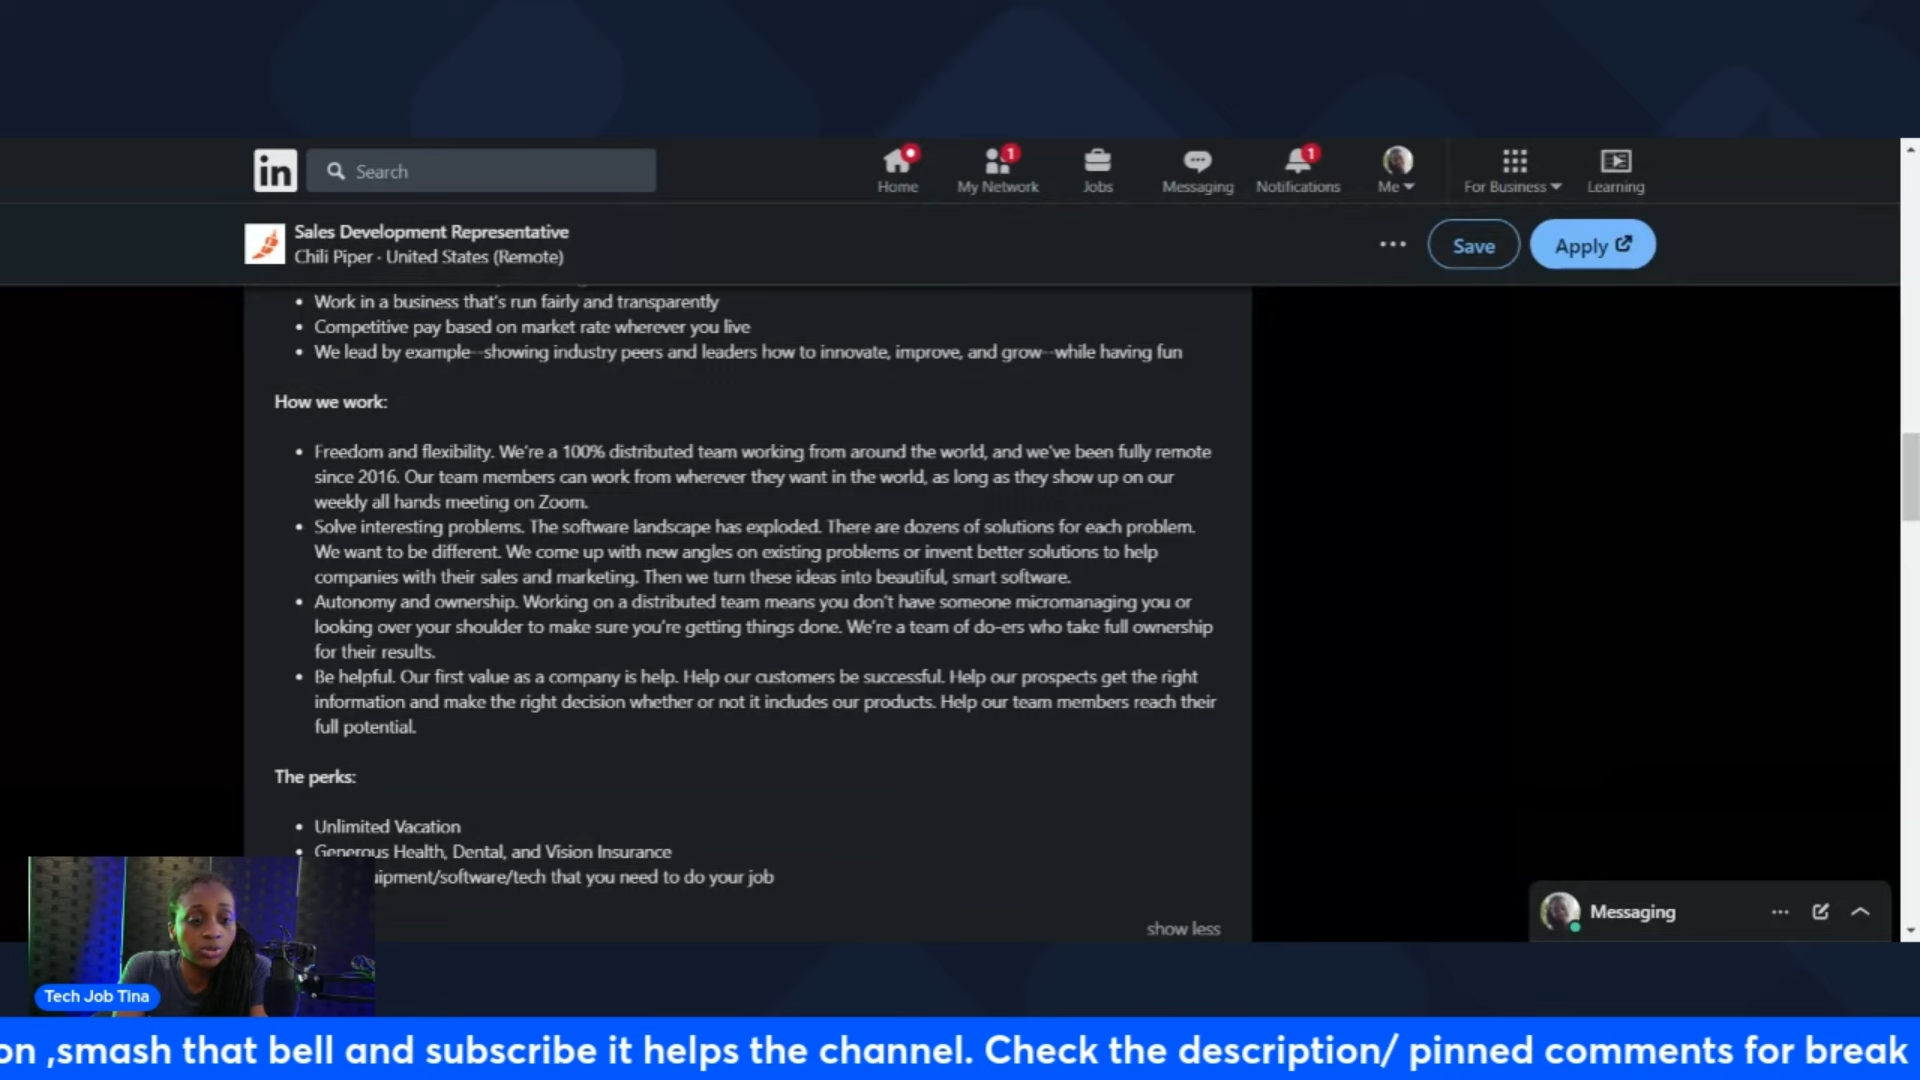 in
Search
Home
1
My Network
Jobs
Messaging
1
Notifications
Me
For Business
Learning
Sales Development Representative
Chili Piper · United States (Remote)
Save
Apply
• Work in a business that's run fairly and transparently
• Competitive pay based on market rate wherever you live
• We lead by example--showing industry peers and leaders how to innovate, improve, and grow--while having fun
How we work:
• Freedom and flexibility. We're a 100% distributed team working from around the world, and we've been fully remote
since 2016. Our team members can work from wherever they want in the world, as long as they show up on our
weekly all hands meeting on Zoom.
• Solve interesting problems. The software landscape has exploded. There are dozens of solutions for each problem.
We want to be different. We come up with new angles on existing problems or invent better solutions to help
companies with their sales and marketing. Then we turn these ideas into beautiful, smart software.
• Autonomy and ownership. Working on a distributed team means you don't have someone micromanaging you or
looking over your shoulder to make sure you're getting things done. We're a team of do-ers who take full ownership
for their results.
• Be helpful. Our first value as a company is help. Help our customers be successful. Help our prospects get the right
information and make the right decision whether or not it includes our products. Help our team members reach their
full potential.
The perks:
• Unlimited Vacation
• Generous Health, Dental, and Vision Insurance
uipment/software/tech that you need to do your job
show less
Messaging
Tech Job Tina
on ,smash that bell and subscribe it helps the channel. Check the description/ pinned comments for break